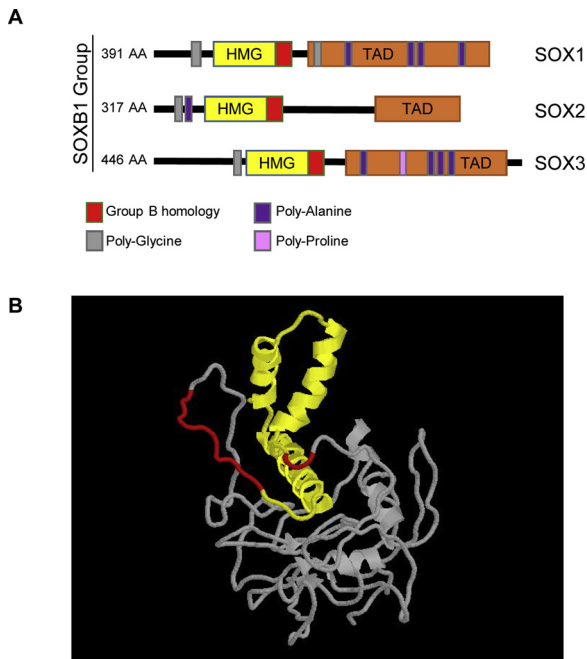 A
SOXB1 Group
391 AA HMG TAD SOX1
317 AA HMG TAD SOX2
446 AA HMG TAD SOX3
Group B homology Poly-Alanine
Poly-Glycine Poly-Proline
B